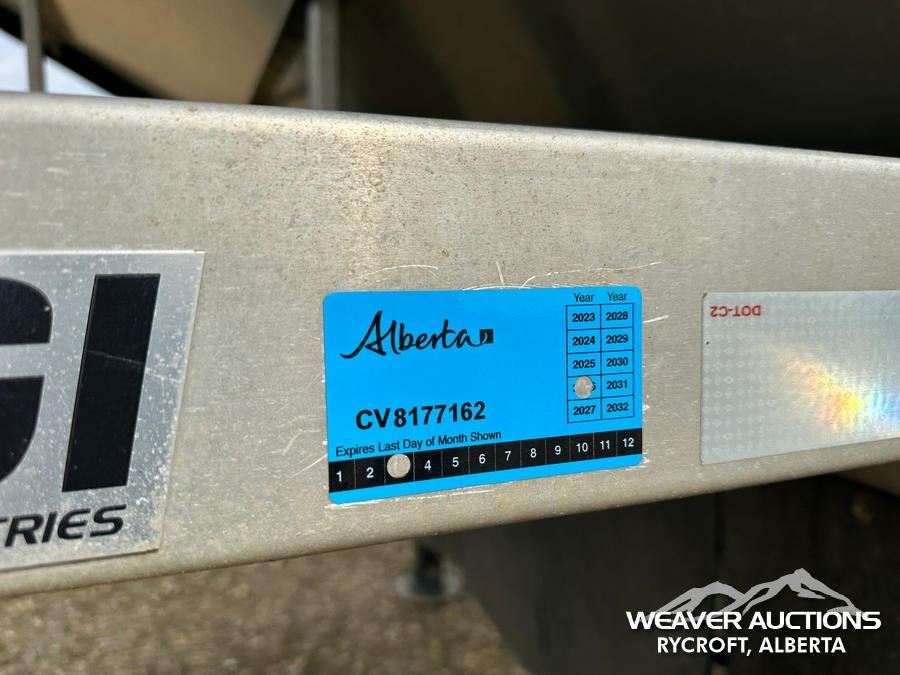 GI
TRIES
Alberta
Year Year
2023 2028
2024 2029
2025 2030
2031
2027 2032
CV8177162
Expires Last Day of Month Shown
1 2 4 5 6 7 8 9 10 11 12
DOT-C2
WEAVER AUCTIONS
RYCROFT, ALBERTA